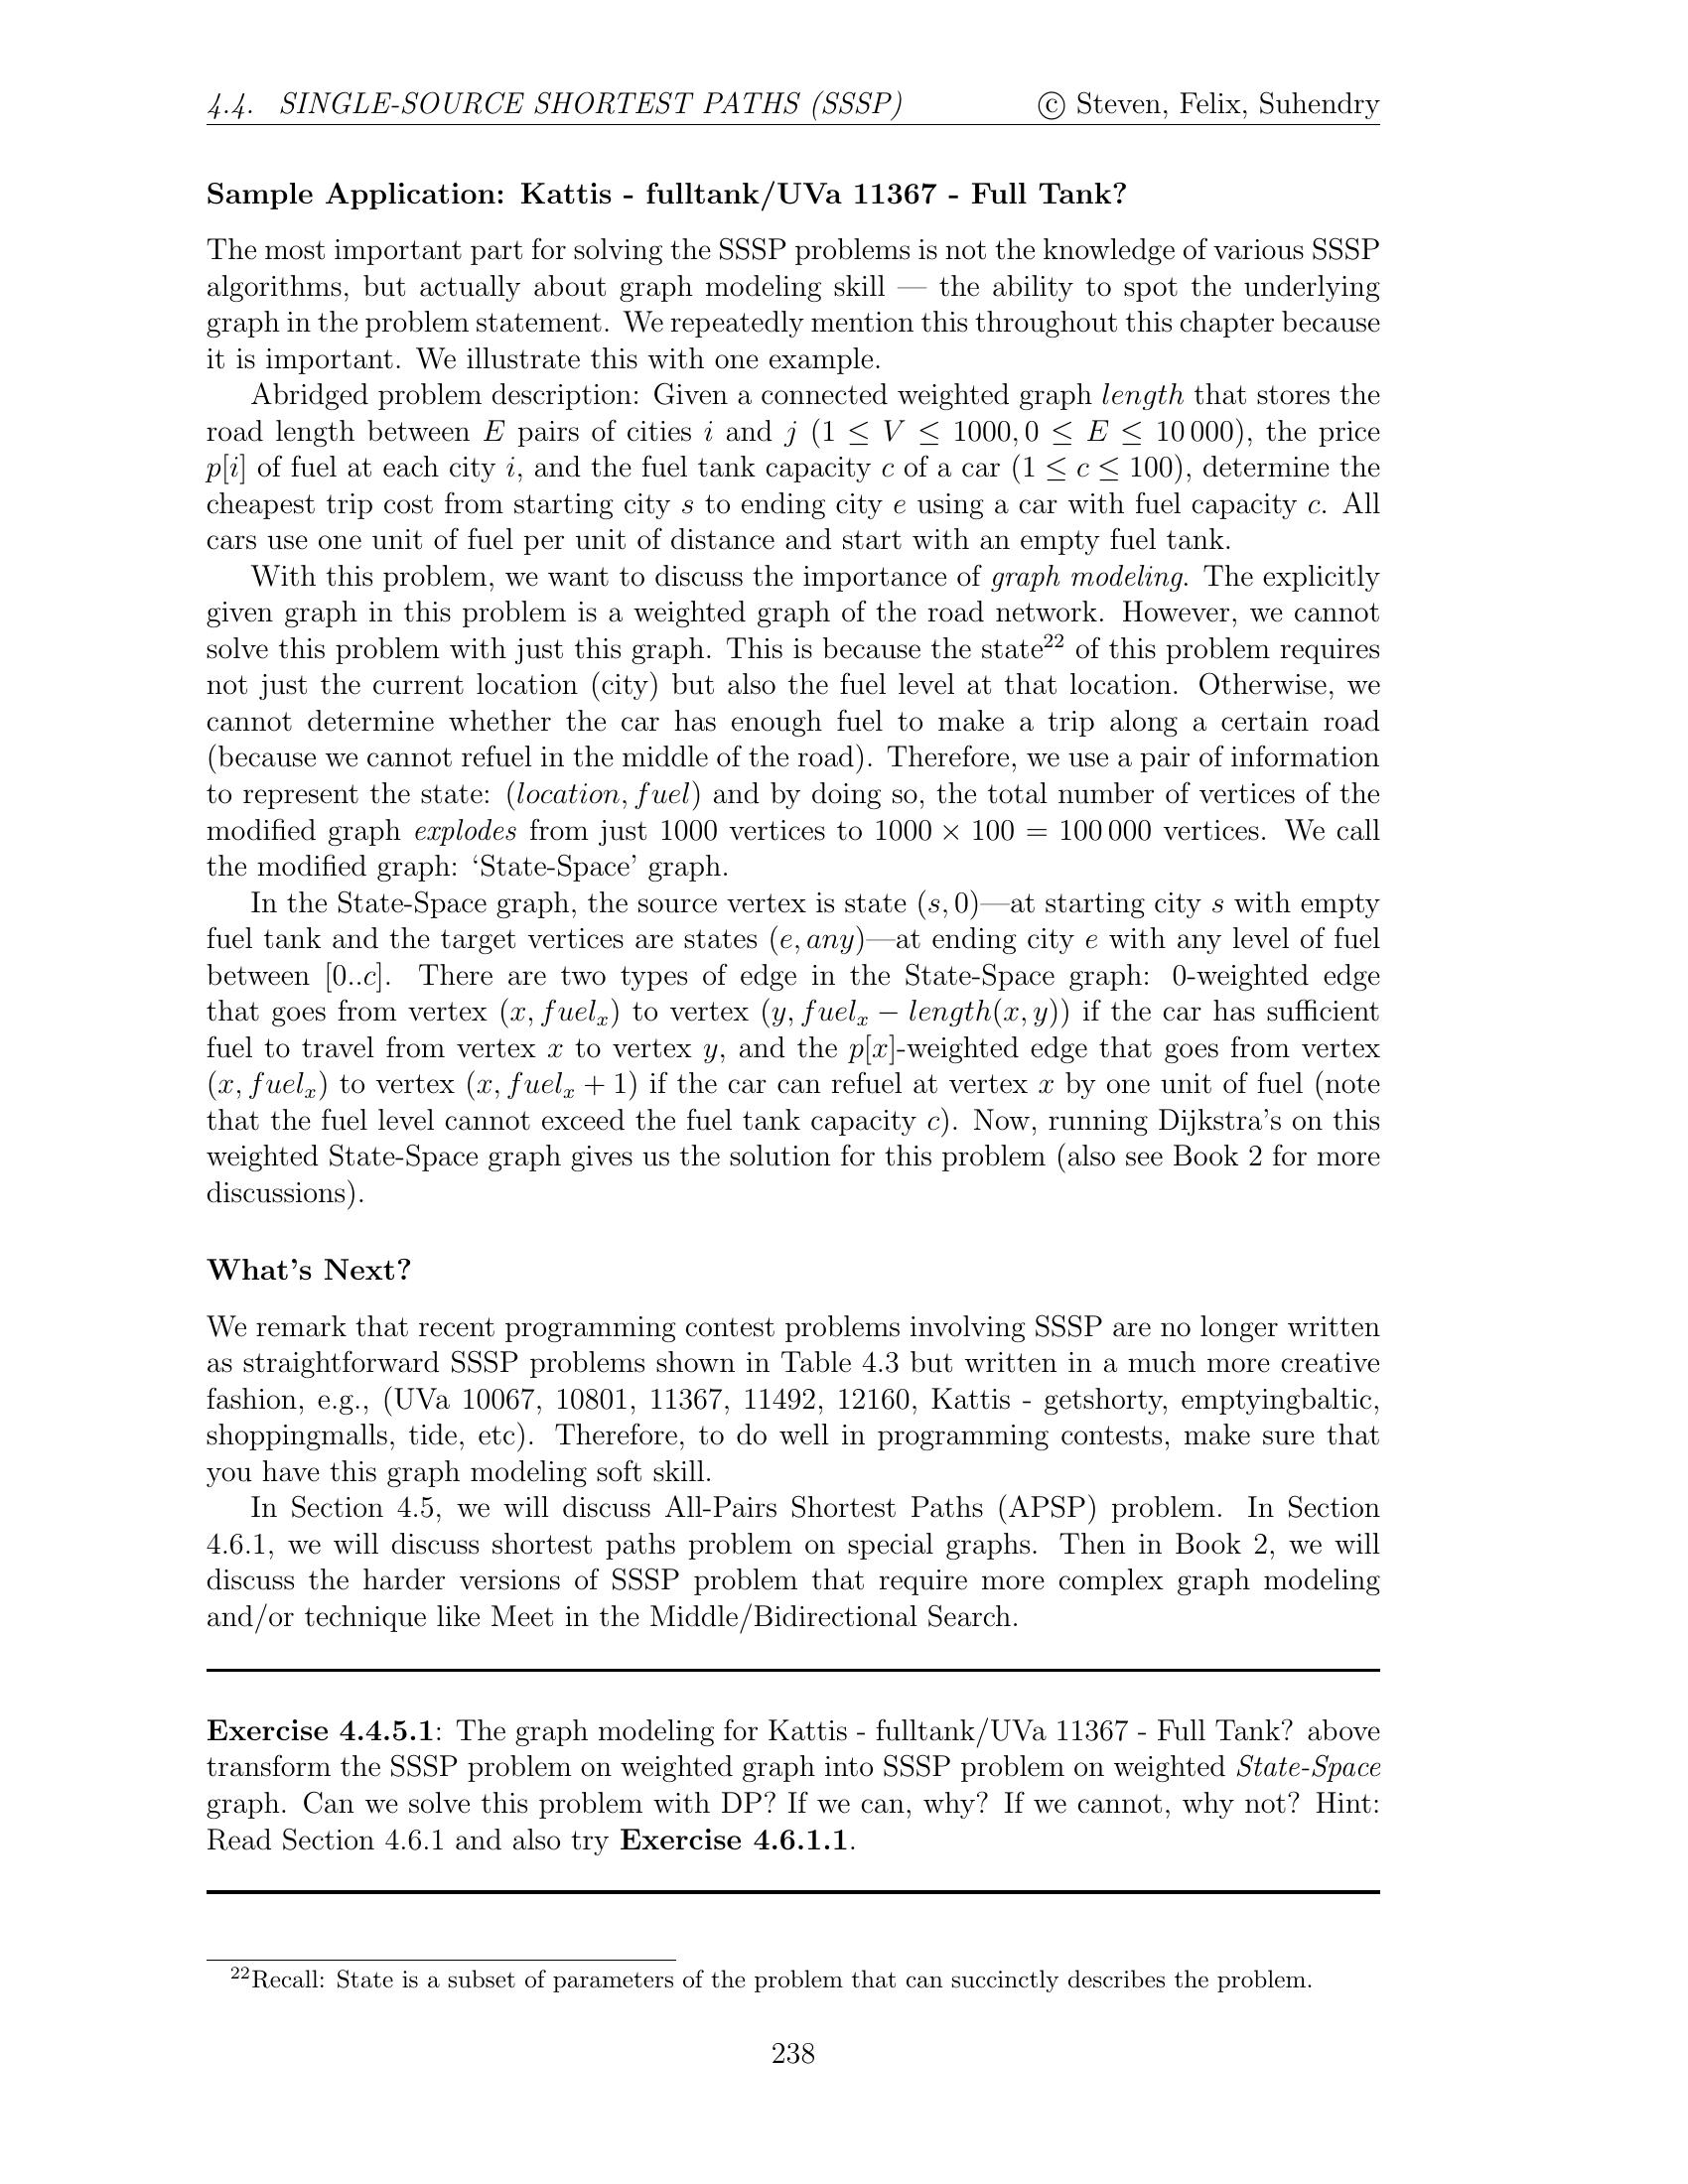 4.4. SINGLE-SOURCE SHORTEST PATHS (SSSP) © Steven, Felix, Suhendry
Sample Application: Kattis - fulltank/UVa 11367 - Full Tank?
The most important part for solving the SSSP problems is not the knowledge of various SSSP
algorithms, but actually about graph modeling skill — the ability to spot the underlying
graph in the problem statement. We repeatedly mention this throughout this chapter because
it is important. We illustrate this with one example.
Abridged problem description: Given a connected weighted graph length that stores the
road length between E pairs of cities i and j (1 ≤ V ≤ 1000, 0 ≤ E ≤ 10 000), the price
p[i] of fuel at each city i, and the fuel tank capacity c of a car (1 ≤ c ≤ 100), determine the
cheapest trip cost from starting city s to ending city e using a car with fuel capacity c. All
cars use one unit of fuel per unit of distance and start with an empty fuel tank.
With this problem, we want to discuss the importance of graph modeling. The explicitly
given graph in this problem is a weighted graph of the road network. However, we cannot
solve this problem with just this graph. This is because the state²² of this problem requires
not just the current location (city) but also the fuel level at that location. Otherwise, we
cannot determine whether the car has enough fuel to make a trip along a certain road
(because we cannot refuel in the middle of the road). Therefore, we use a pair of information
to represent the state: (location, fuel) and by doing so, the total number of vertices of the
modified graph explodes from just 1000 vertices to 1000 × 100 = 100 000 vertices. We call
the modified graph: ‘State-Space’ graph.
In the State-Space graph, the source vertex is state (s, 0)—at starting city s with empty
fuel tank and the target vertices are states (e, any)—at ending city e with any level of fuel
between [0..c]. There are two types of edge in the State-Space graph: 0-weighted edge
that goes from vertex (x, fuelₓ) to vertex (y, fuelₓ − length(x, y)) if the car has sufficient
fuel to travel from vertex x to vertex y, and the p[x]-weighted edge that goes from vertex
(x, fuelₓ) to vertex (x, fuelₓ + 1) if the car can refuel at vertex x by one unit of fuel (note
that the fuel level cannot exceed the fuel tank capacity c). Now, running Dijkstra's on this
weighted State-Space graph gives us the solution for this problem (also see Book 2 for more
discussions).
What's Next?
We remark that recent programming contest problems involving SSSP are no longer written
as straightforward SSSP problems shown in Table 4.3 but written in a much more creative
fashion, e.g., (UVa 10067, 10801, 11367, 11492, 12160, Kattis - getshorty, emptyingbaltic,
shoppingmalls, tide, etc). Therefore, to do well in programming contests, make sure that
you have this graph modeling soft skill.
In Section 4.5, we will discuss All-Pairs Shortest Paths (APSP) problem. In Section
4.6.1, we will discuss shortest paths problem on special graphs. Then in Book 2, we will
discuss the harder versions of SSSP problem that require more complex graph modeling
and/or technique like Meet in the Middle/Bidirectional Search.
Exercise 4.4.5.1: The graph modeling for Kattis - fulltank/UVa 11367 - Full Tank? above
transform the SSSP problem on weighted graph into SSSP problem on weighted State-Space
graph. Can we solve this problem with DP? If we can, why? If we cannot, why not? Hint:
Read Section 4.6.1 and also try Exercise 4.6.1.1.
²²Recall: State is a subset of parameters of the problem that can succinctly describes the problem.
238